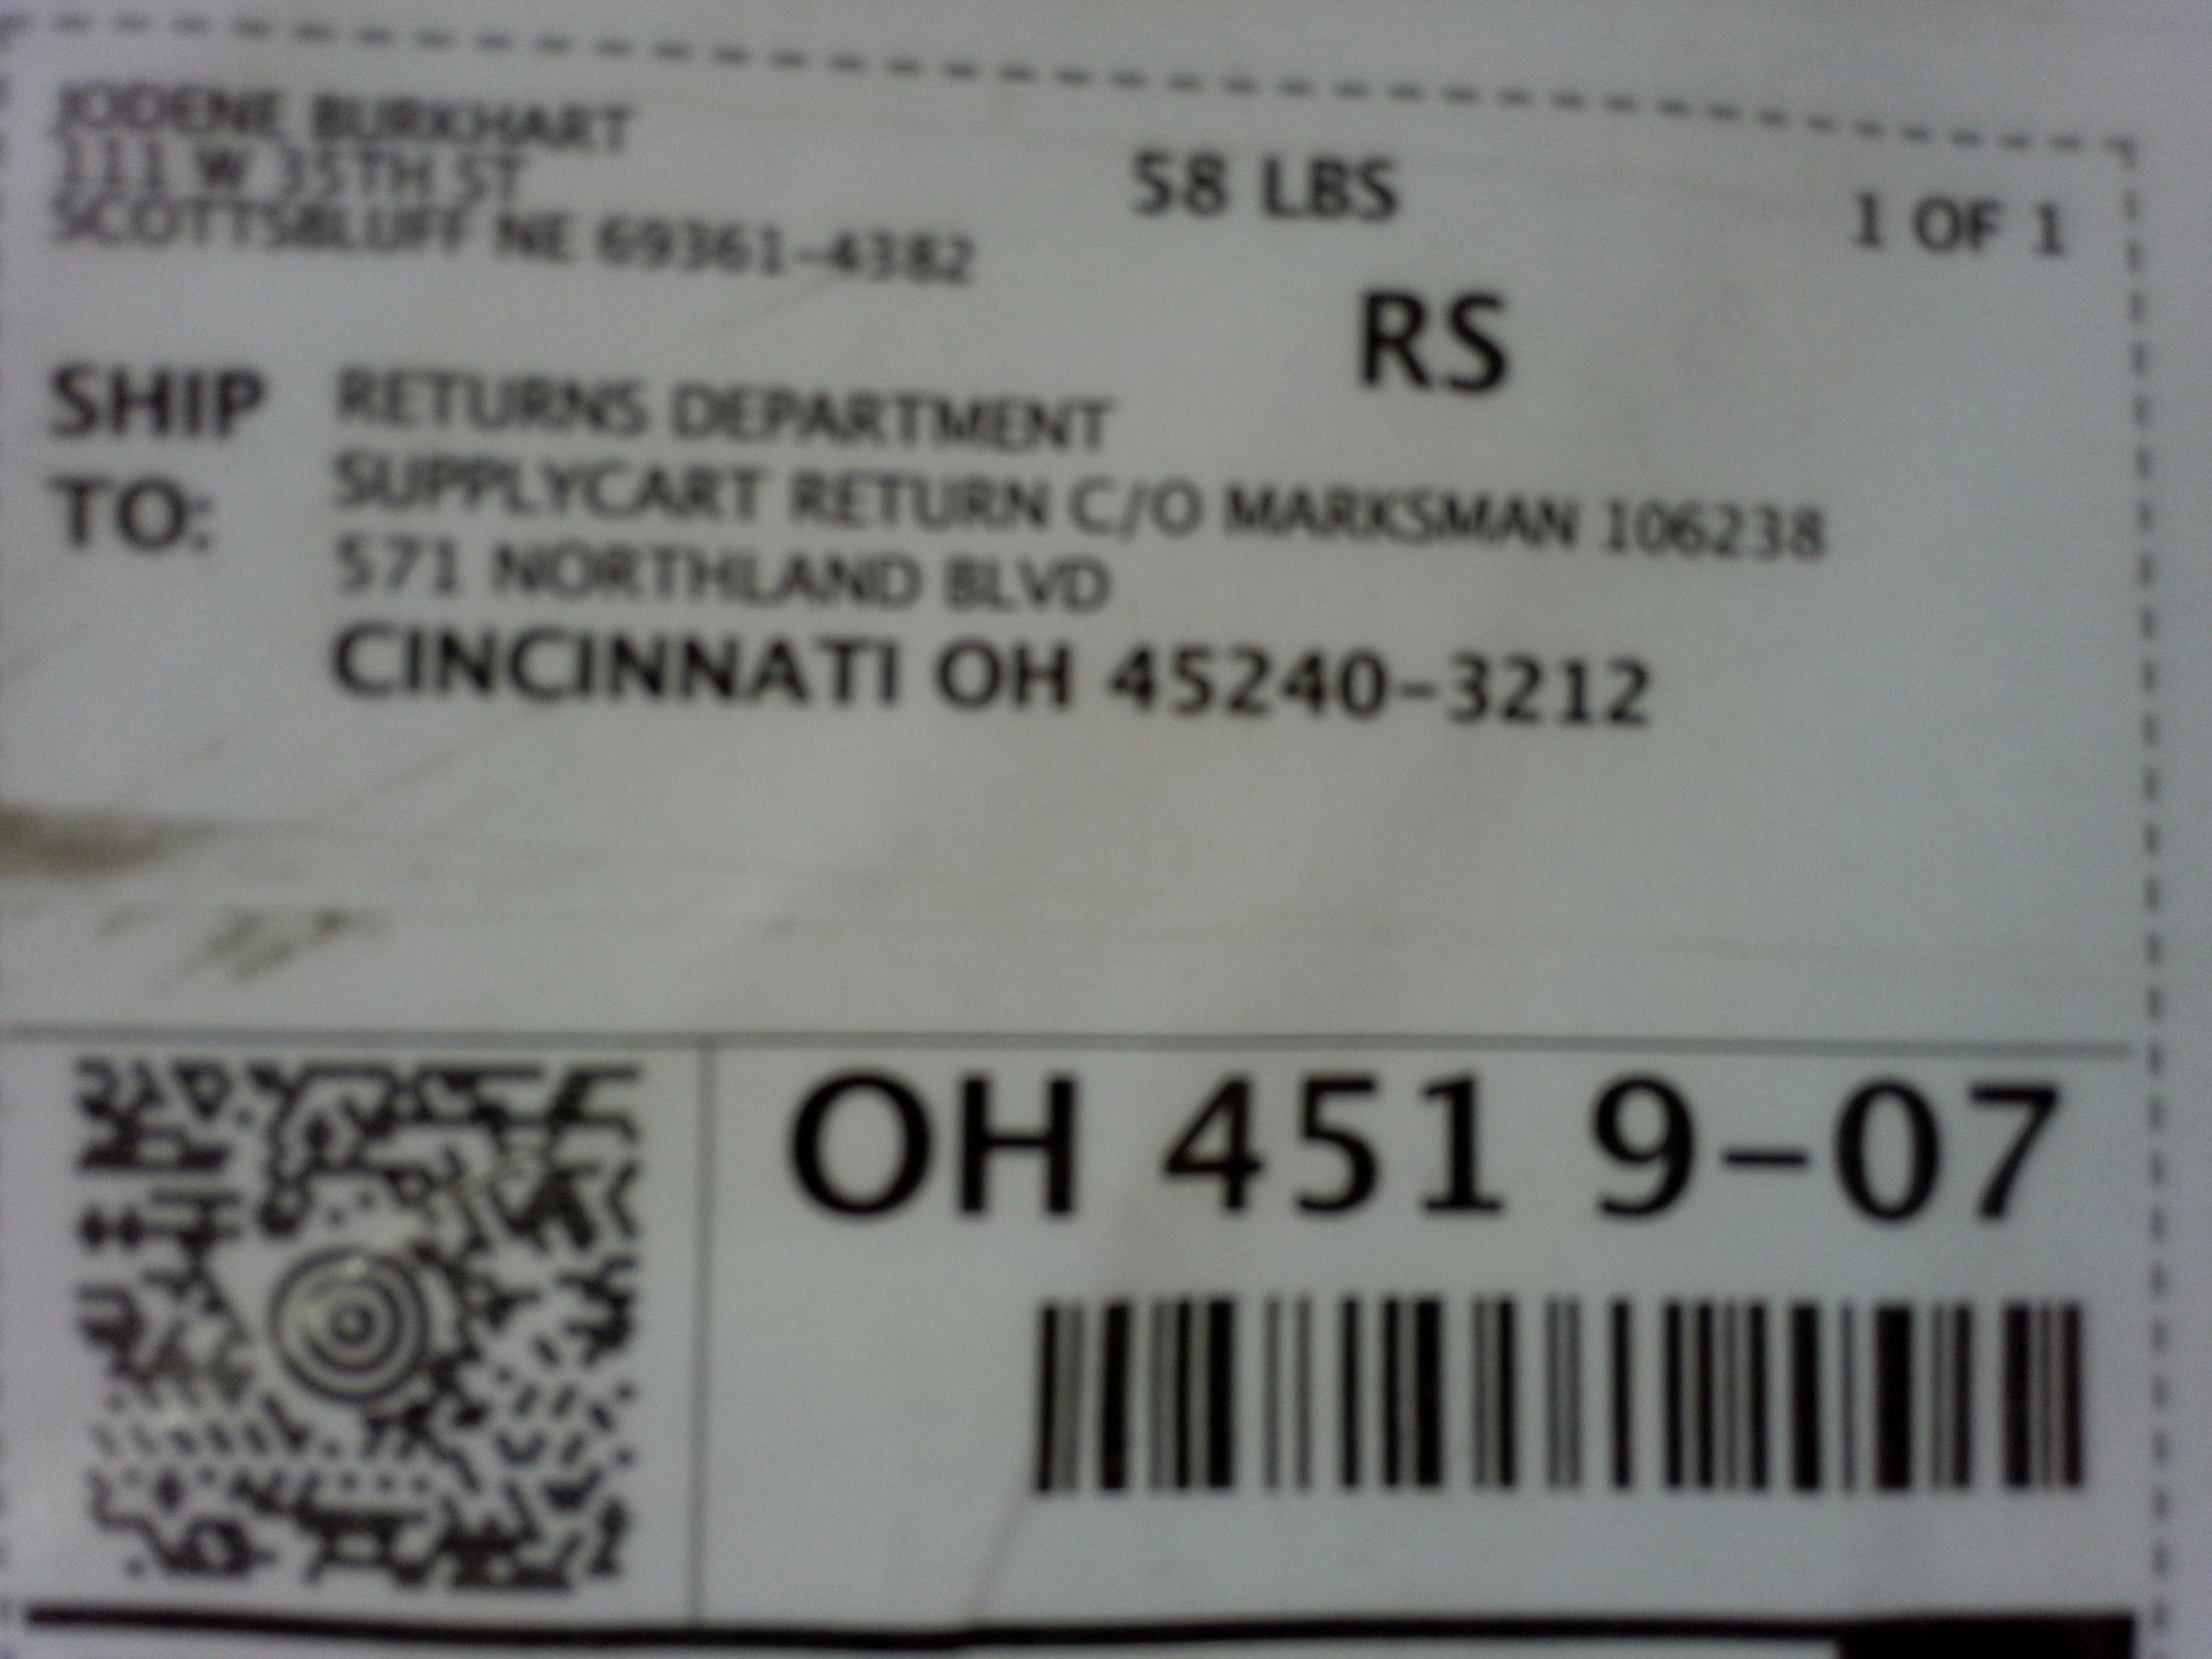 JODENE BURKHART
111 W 35TH ST
SCOTTSBLUFF NE 69361-4382
58 LBS
1 OF 1
RS
SHIP TO:
RETURNS DEPARTMENT
SUPPLYCART RETURN C/O MARKSMAN 106238
571 NORTHLAND BLVD
CINCINNATI OH 45240-3212
OH 451 9-07